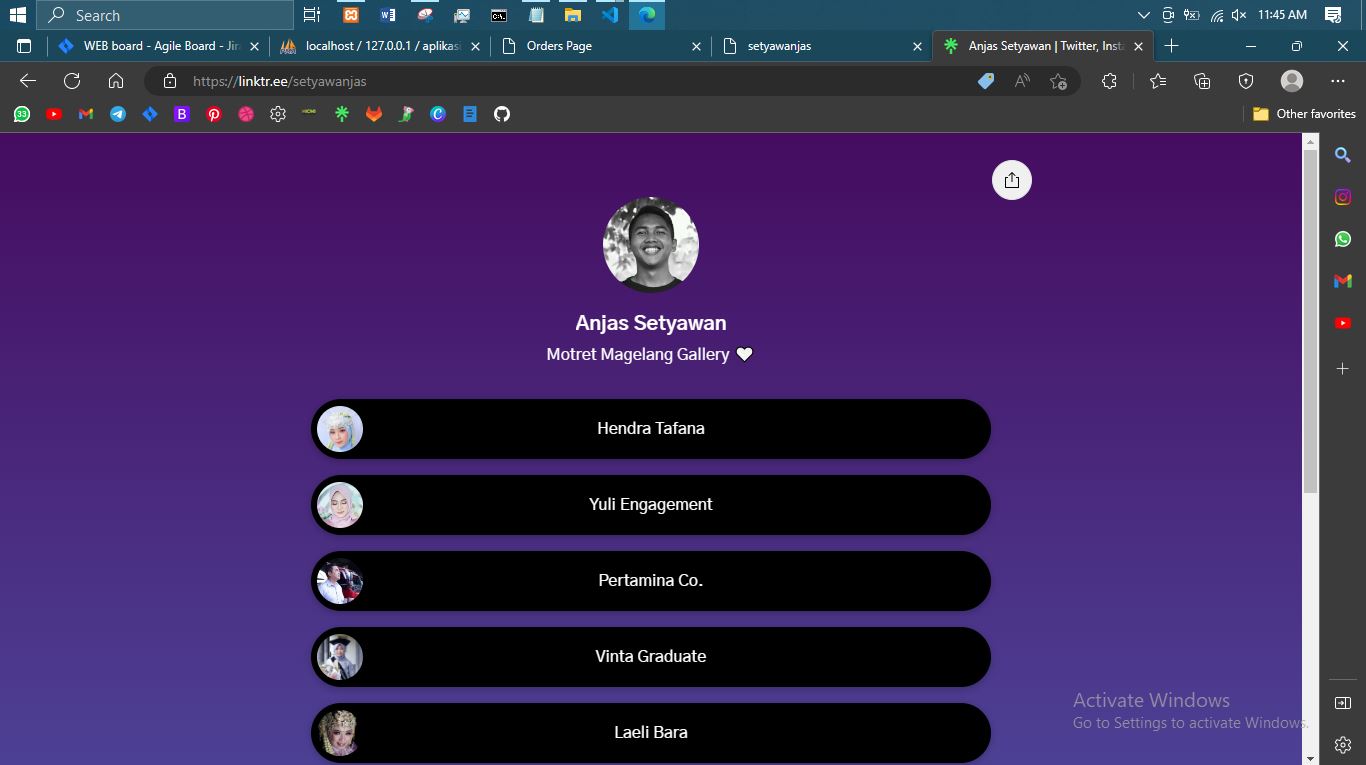 Search
11:45 AM
WEB board - Agile Board - Jir
localhost / 127.0.0.1 / aplikas
Orders Page
setyawanjas
Anjas Setyawan | Twitter, Insta
https://linktr.ee/setyawanjas
33
Other favorites
Anjas Setyawan
Motret Magelang Gallery 🤍
Hendra Tafana
Yuli Engagement
Pertamina Co.
Vinta Graduate
Laeli Bara
Activate Windows
Go to Settings to activate Windows.